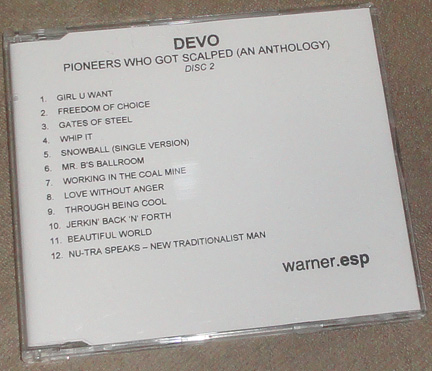 DEVO
PIONEERS WHO GOT SCALPED (AN ANTHOLOGY)
DISC 2
1. GIRL U WANT
2. FREEDOM OF CHOICE
3. GATES OF STEEL
4. WHIP IT
5. SNOWBALL (SINGLE VERSION)
6. MR. B'S BALLROOM
7. WORKING IN THE COAL MINE
8. LOVE WITHOUT ANGER
9. THROUGH BEING COOL
10. JERKIN' BACK 'N' FORTH
11. BEAUTIFUL WORLD
12. NU-TRA SPEAKS – NEW TRADITIONALIST MAN
warner.esp